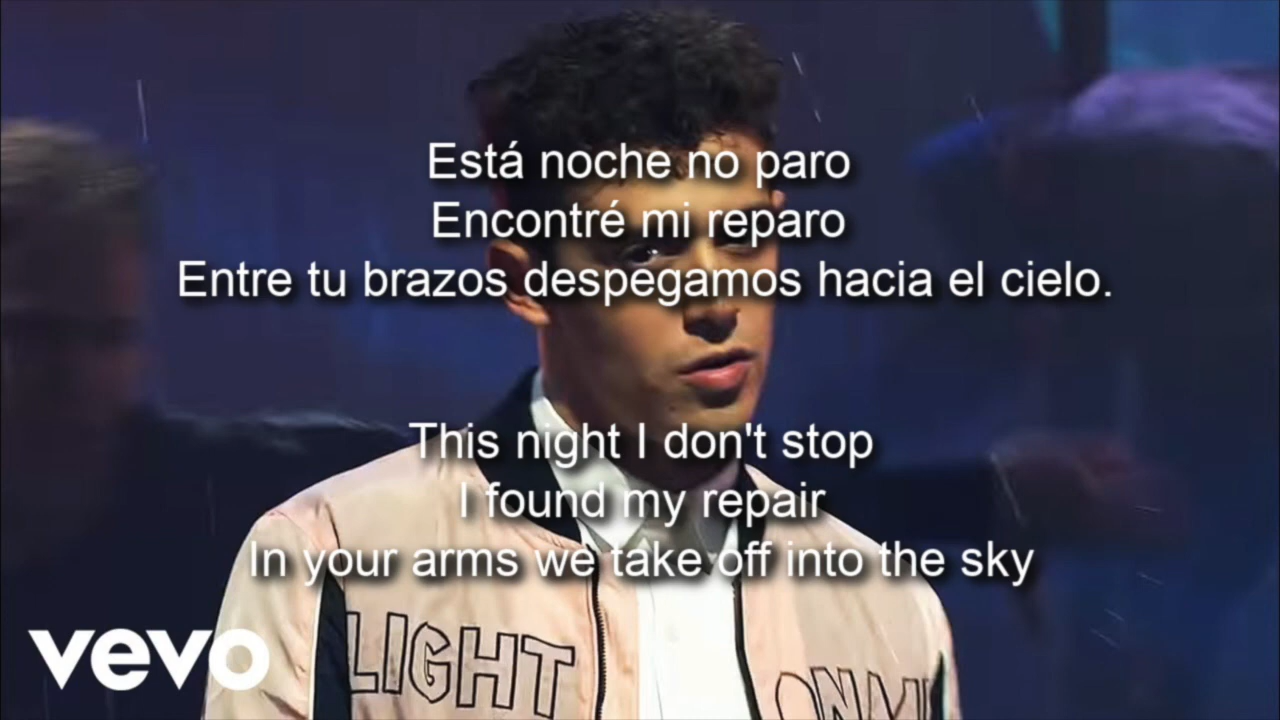 Está noche no paro
Encontré mi reparo
Entre tu brazos despegamos hacia el cielo.
This night I don't stop
I found my repair
In your arms we take off into the sky
LIGHT
vevo